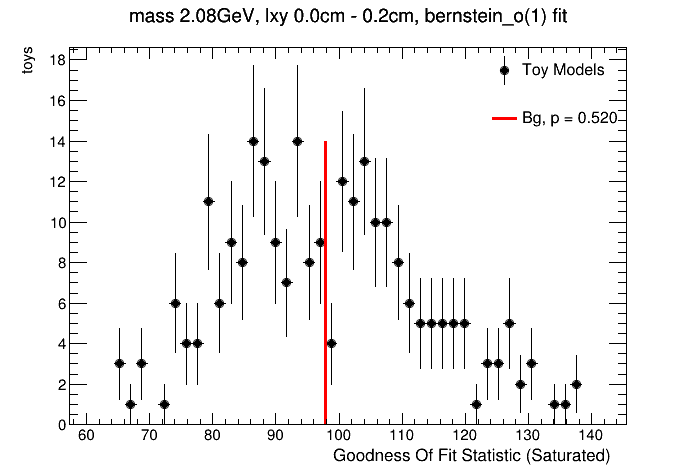 mass 2.08GeV, lxy 0.0cm - 0.2cm, bernstein_o(1) fit
toys
18
16
14
12
10
8
6
4
2
0
Toy Models
Bg, p = 0.520
60 70 80 90 100 110 120 130 140
Goodness Of Fit Statistic (Saturated)